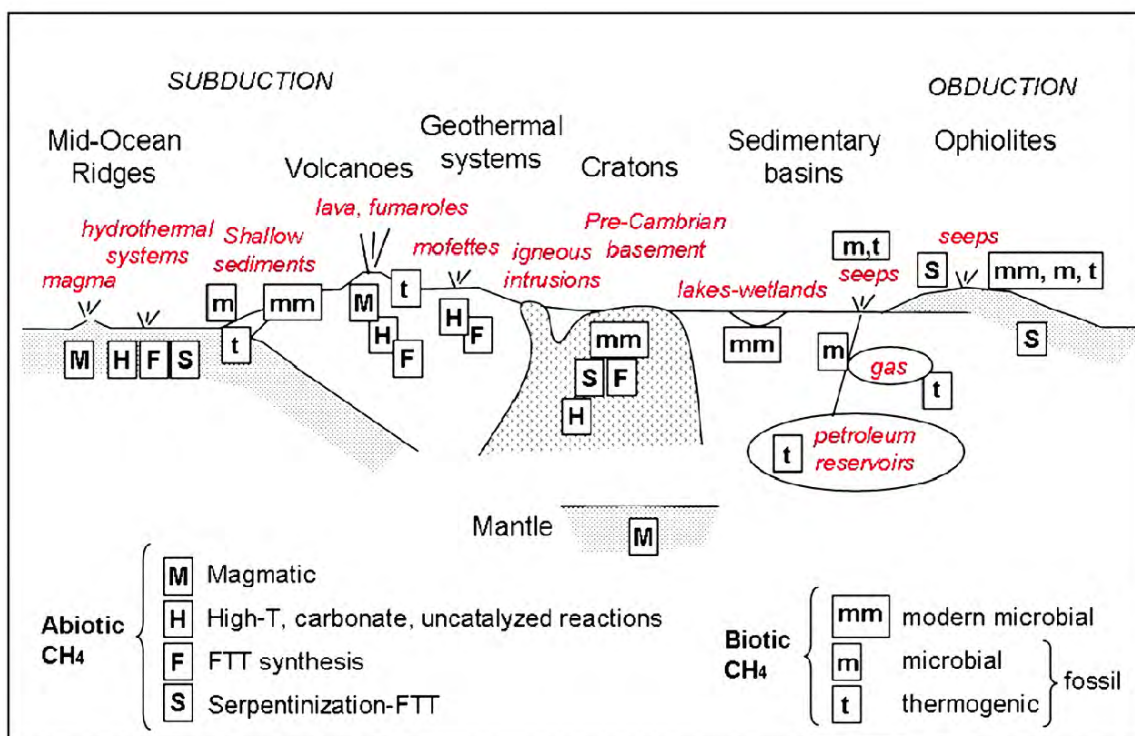 SUBDUCTION
OBDUCTION
Mid-Ocean
Ridges
Volcanoes
Geothermal
systems
Cratons
Sedimentary
basins
Ophiolites
magma
hydrothermal
systems
Shallow
sediments
lava, fumaroles
mofettes
igneous
intrusions
Pre-Cambrian
basement
lakes-wetlands
m,t
seeps
seeps
S
mm, m, t
m
mm
t
M
H
F
S
M
t
H
F
H
F
mm
S
F
H
mm
m
gas
t
S
t
petroleum
reservoirs
Mantle
M
Abiotic
CH4
M Magmatic
H High-T, carbonate, uncatalyzed reactions
F FTT synthesis
S Serpentinization-FTT
Biotic
CH4
mm modern microbial
m microbial
t thermogenic
fossil